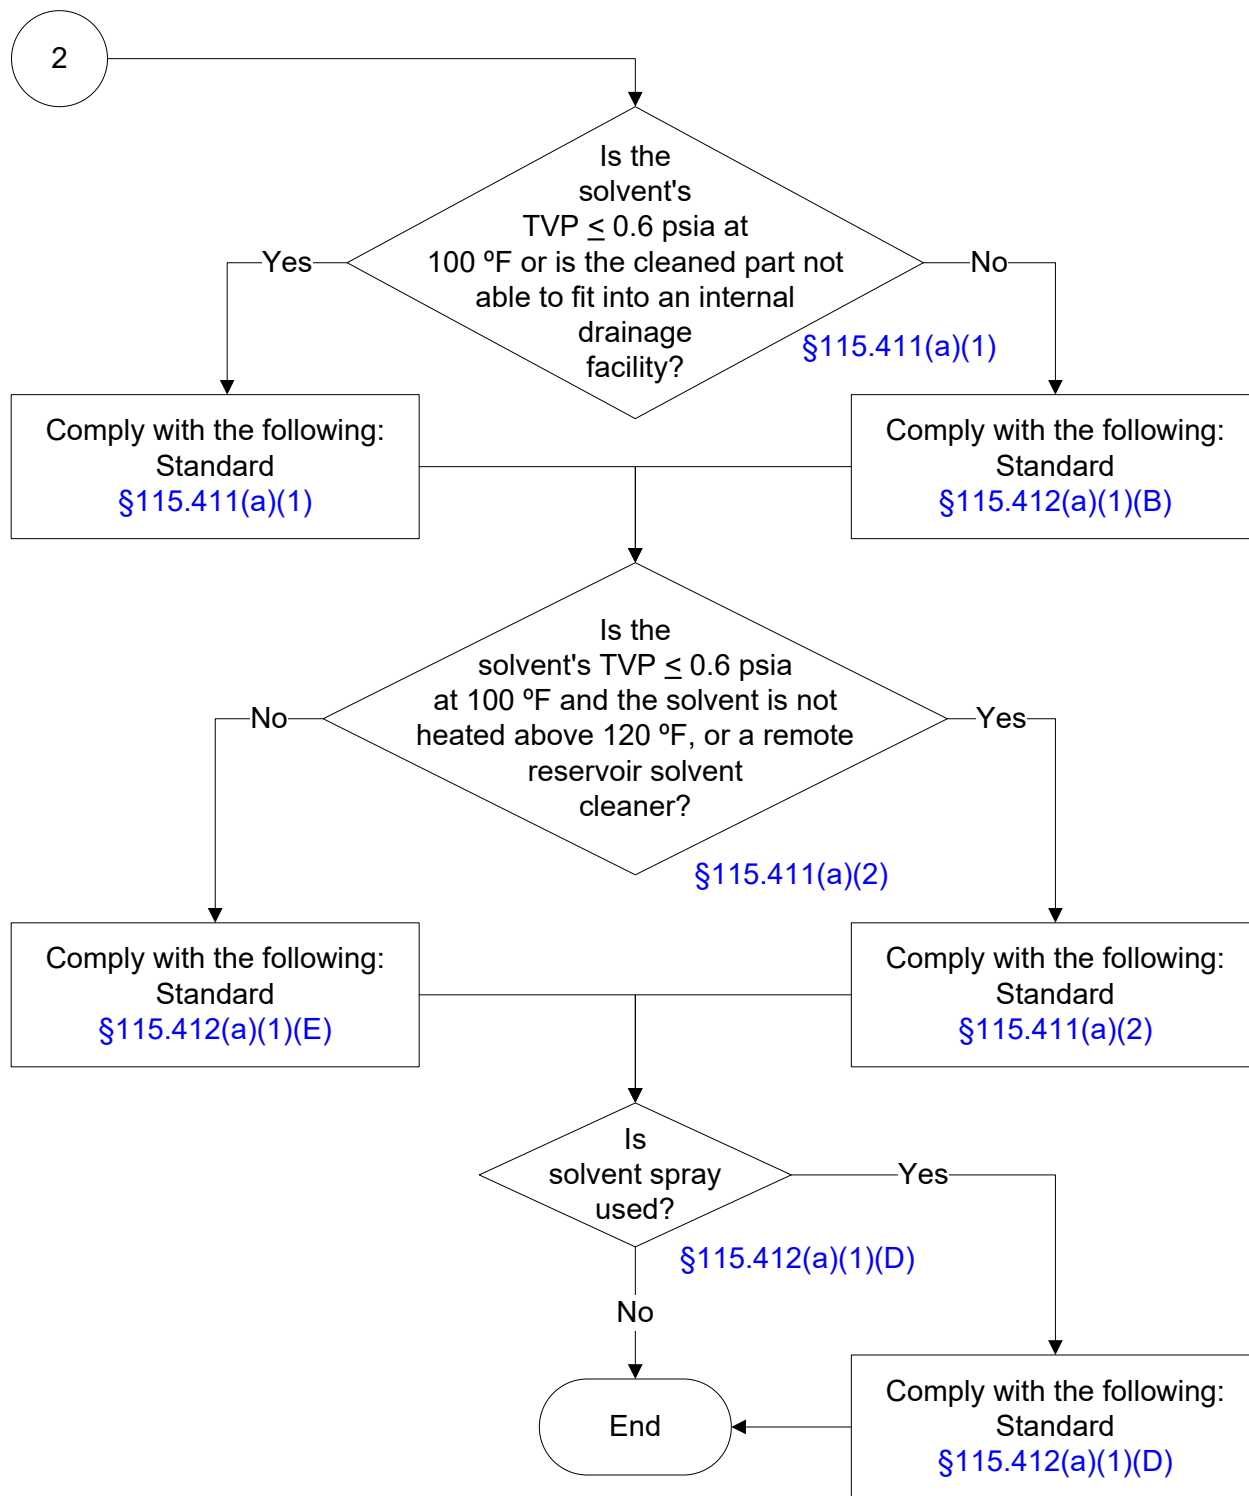 2
Is the
solvent's
TVP ≤ 0.6 psia at
100 ºF or is the cleaned part not
able to fit into an internal
drainage
facility?
Yes
No
§115.411(a)(1)
Comply with the following:
Standard
§115.411(a)(1)
Comply with the following:
Standard
§115.412(a)(1)(B)
Is the
solvent's TVP ≤ 0.6 psia
at 100 ºF and the solvent is not
heated above 120 ºF, or a remote
reservoir solvent
cleaner?
No
Yes
§115.411(a)(2)
Comply with the following:
Standard
§115.412(a)(1)(E)
Comply with the following:
Standard
§115.411(a)(2)
Is
solvent spray
used?
Yes
§115.412(a)(1)(D)
No
End
Comply with the following:
Standard
§115.412(a)(1)(D)